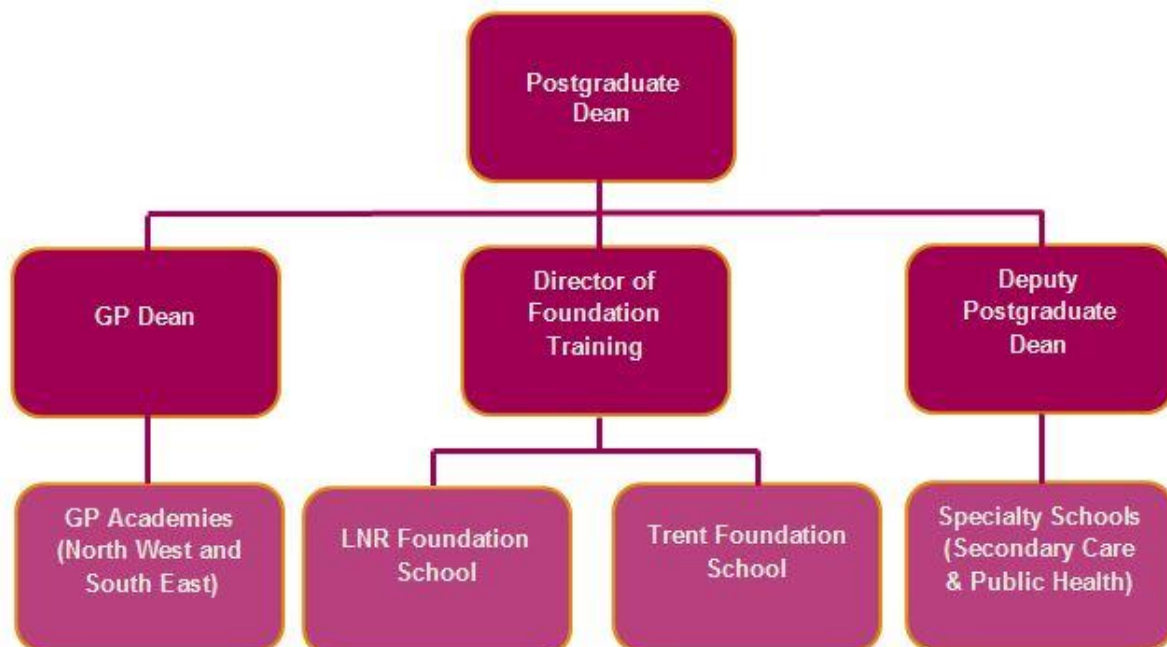 Postgraduate
Dean
GP Dean
Director of
Foundation
Training
Deputy
Postgraduate
Dean
GP Academies
(North West and
South East)
LNR Foundation
School
Trent Foundation
School
Specialty Schools
(Secondary Care
& Public Health)